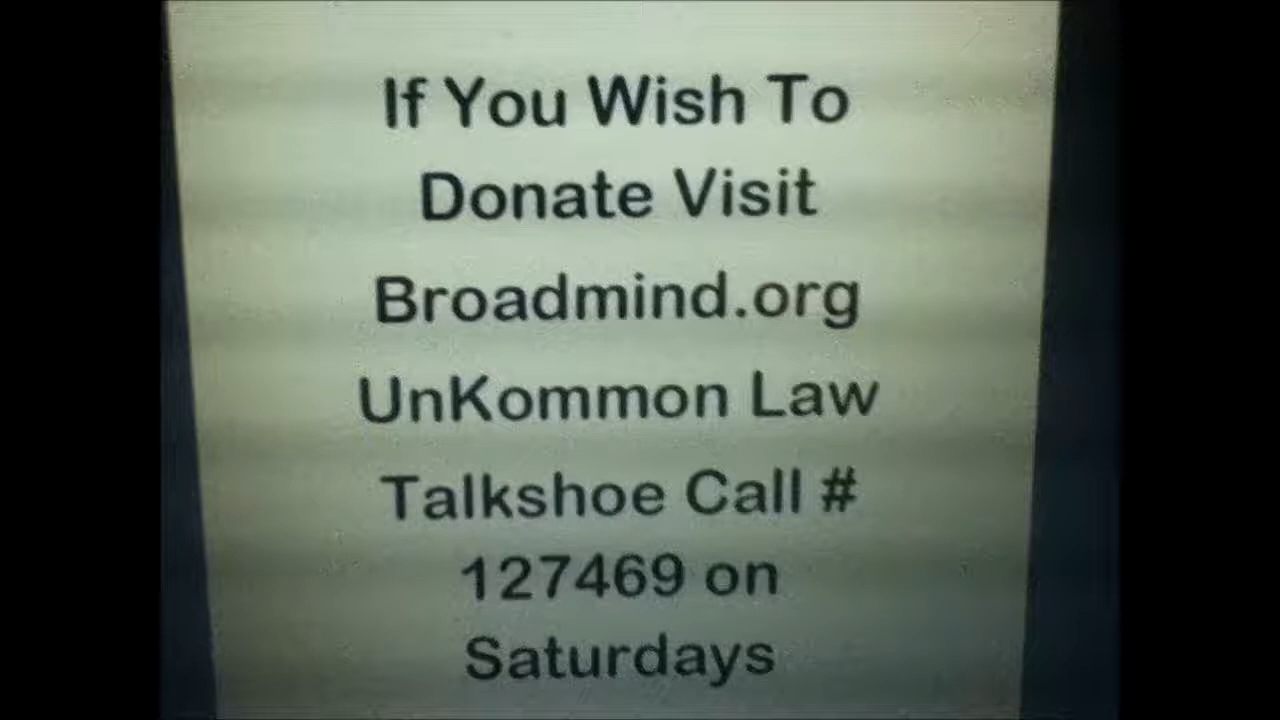 If You Wish To
Donate Visit
Broadmind.org
UnKommon Law
Talkshoe Call #
127469 on
Saturdays